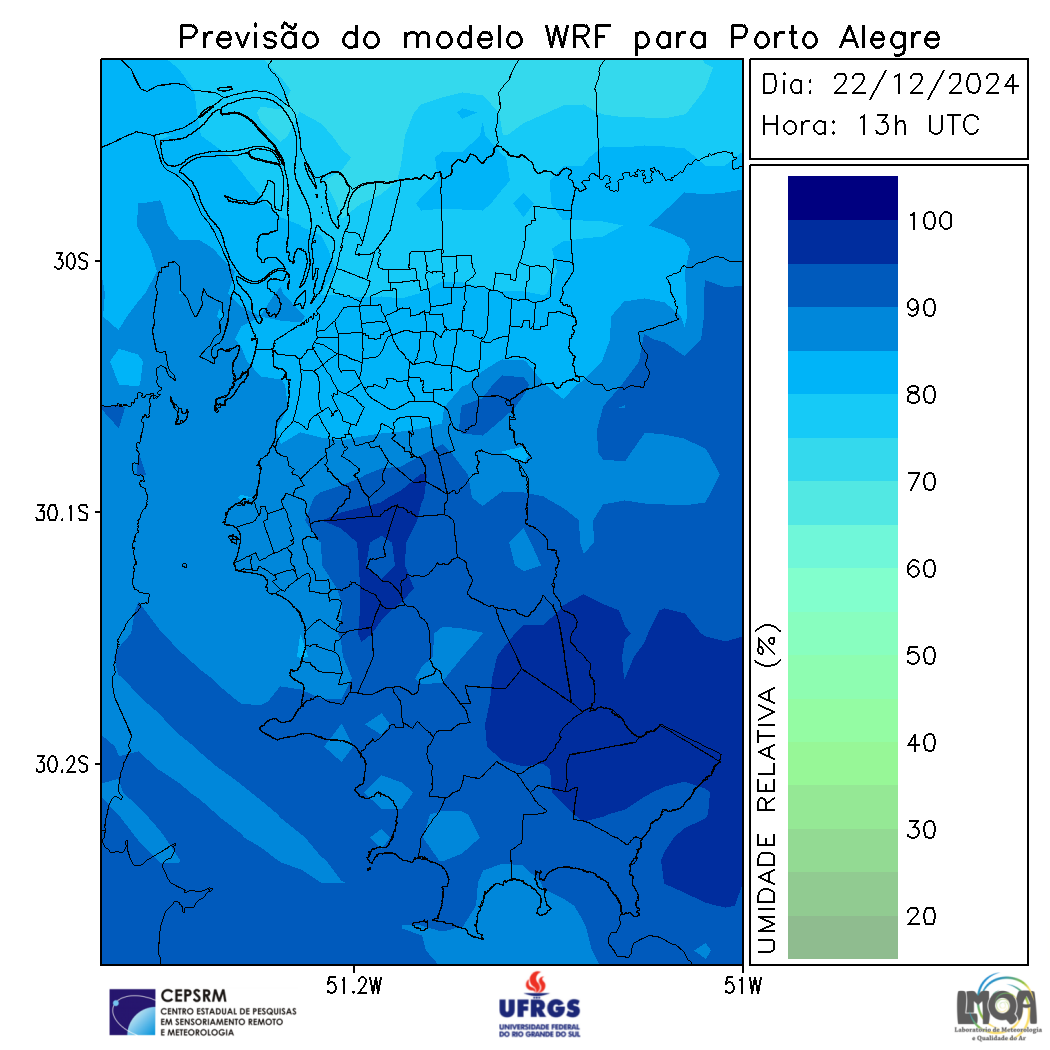 Previsão do modelo WRF para Porto Alegre
Dia: 22/12/2024
Hora: 13h UTC
30S
30.1S
30.2S
51.2W
51W
100
90
80
70
60
50
40
30
20
UMIDADE RELATIVA (%)
CEPSRM
CENTRO ESTADUAL DE PESQUISAS
EM SENSORIAMENTO REMOTO
E METEOROLOGIA
UFRGS
UNIVERSIDADE FEDERAL
DO RIO GRANDE DO SUL
LMQA
Laboratório de Meteorologia
e Qualidade do Ar